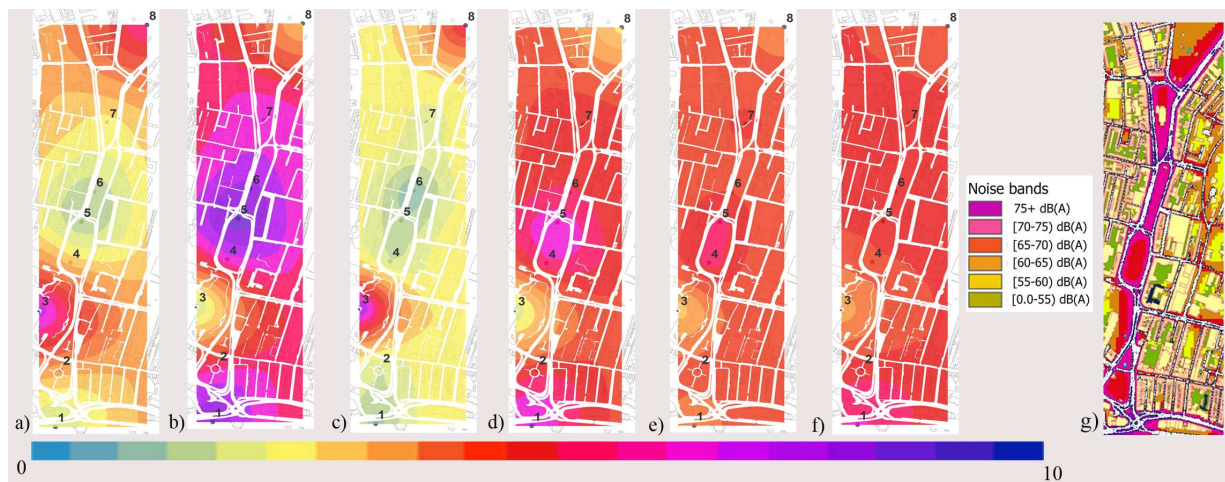 8 8 8 8 8 8
7 7 7 7 7 7
6 6 6 6 6 6
5 5 5 5 5 5
4 4 4 4 4 4
3 3 3 3 3 3
2 2 2 2 2 2
1 1 1 1 1 1
a) b) c) d) e) f) g)
Noise bands
75+ dB(A)
[70-75) dB(A)
[65-70) dB(A)
[60-65) dB(A)
[55-60) dB(A)
[0.0-55) dB(A)
0 10